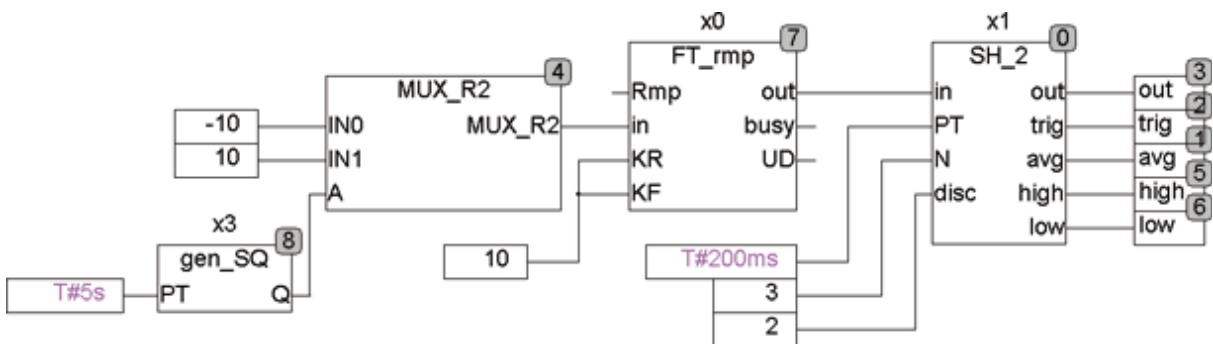 x0
x1
7
0
FT_rmp
SH_2
4
3
MUX_R2
Rmp
out
in
out
out
2
-10
IN0
MUX_R2
in
busy
PT
trig
trig
1
10
IN1
KR
UD
N
avg
avg
5
A
KF
disc
high
high
6
x3
low
low
8
gen_SQ
10
T#200ms
T#5s
PT
Q
3
2